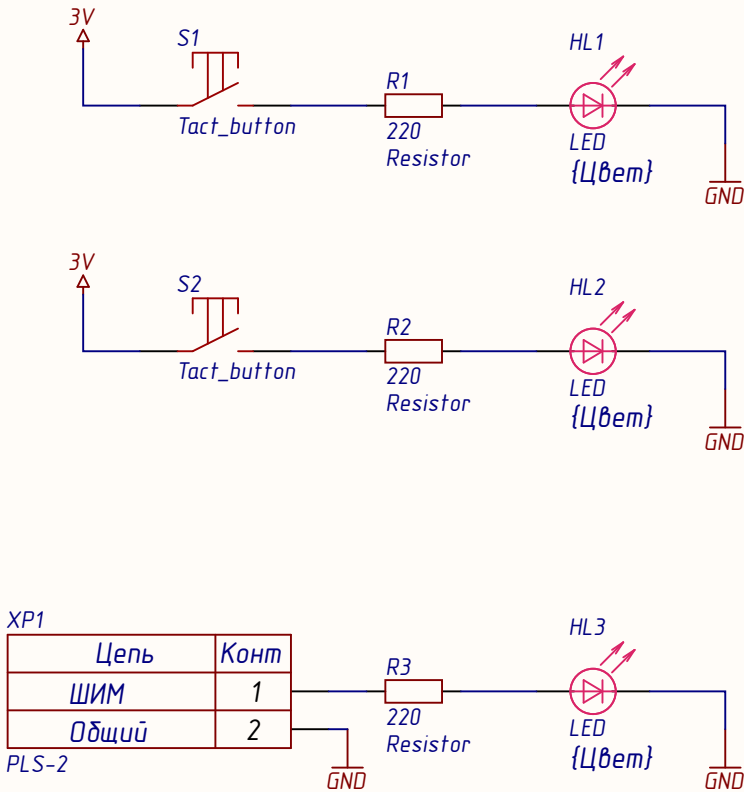 3V
S1
Tact_button
R1
220
Resistor
HL1
LED
{Цвет}
GND
3V
S2
Tact_button
R2
220
Resistor
HL2
LED
{Цвет}
GND
XP1
Цепь Конт
ШИМ 1
Общий 2
PLS-2
GND
R3
220
Resistor
HL3
LED
{Цвет}
GND